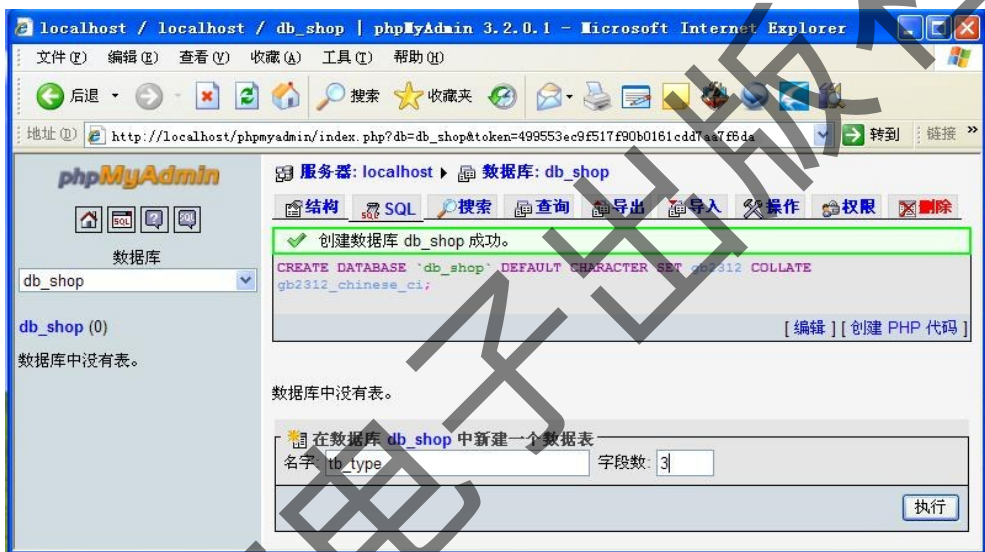 localhost / localhost / db_shop | phpMyAdmin 3.2.0.1 - Microsoft Internet Explorer
文件(F) 编辑(E) 查看(V) 收藏(A) 工具(T) 帮助(H)
后退 搜索 收藏夹
地址(D) http://localhost/phpmyadmin/index.php?db=db_shop&token=499553ec9f517f90b0161cdd7aa7f6da 转到 链接 »
phpMyAdmin
SQL
数据库
db_shop
db_shop (0)
数据库中没有表。
服务器: localhost 数据库: db_shop
结构 SQL 搜索 查询 导出 导入 操作 权限 删除
创建数据库 db_shop 成功。
CREATE DATABASE `db_shop` DEFAULT CHARACTER SET gb2312 COLLATE
gb2312_chinese_ci;
[ 编辑 ] [ 创建 PHP 代码 ]
数据库中没有表。
在数据库 db_shop 中新建一个数据表
名字: tb_type 字段数: 3
执行
电子出版